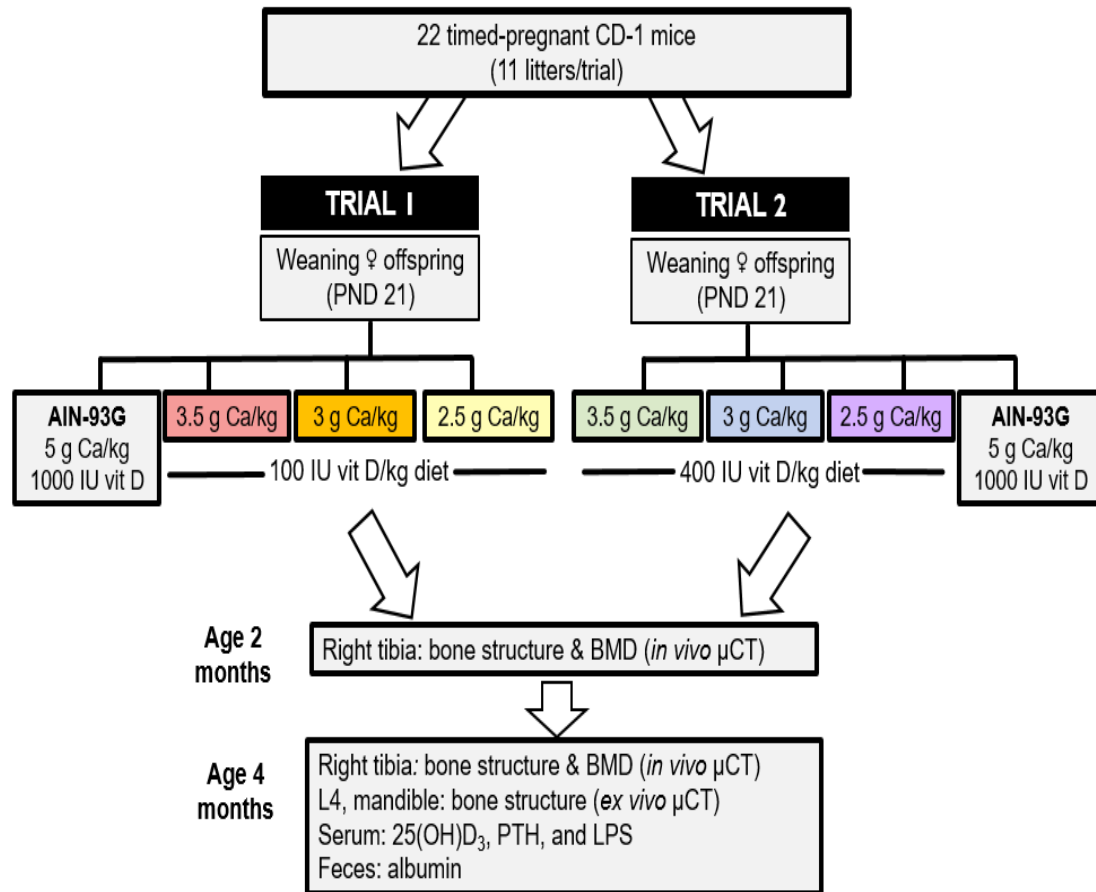 22 timed-pregnant CD-1 mice
(11 litters/trial)
TRIAL 1
Weaning ♀ offspring
(PND 21)
TRIAL 2
Weaning ♀ offspring
(PND 21)
AIN-93G
5 g Ca/kg
1000 IU vit D
3.5 g Ca/kg
3 g Ca/kg
2.5 g Ca/kg
100 IU vit D/kg diet
3.5 g Ca/kg
3 g Ca/kg
2.5 g Ca/kg
400 IU vit D/kg diet
AIN-93G
5 g Ca/kg
1000 IU vit D
Age 2
months
Right tibia: bone structure & BMD (in vivo µCT)
Age 4
months
Right tibia: bone structure & BMD (in vivo µCT)
L4, mandible: bone structure (ex vivo µCT)
Serum: 25(OH)D₃, PTH, and LPS
Feces: albumin